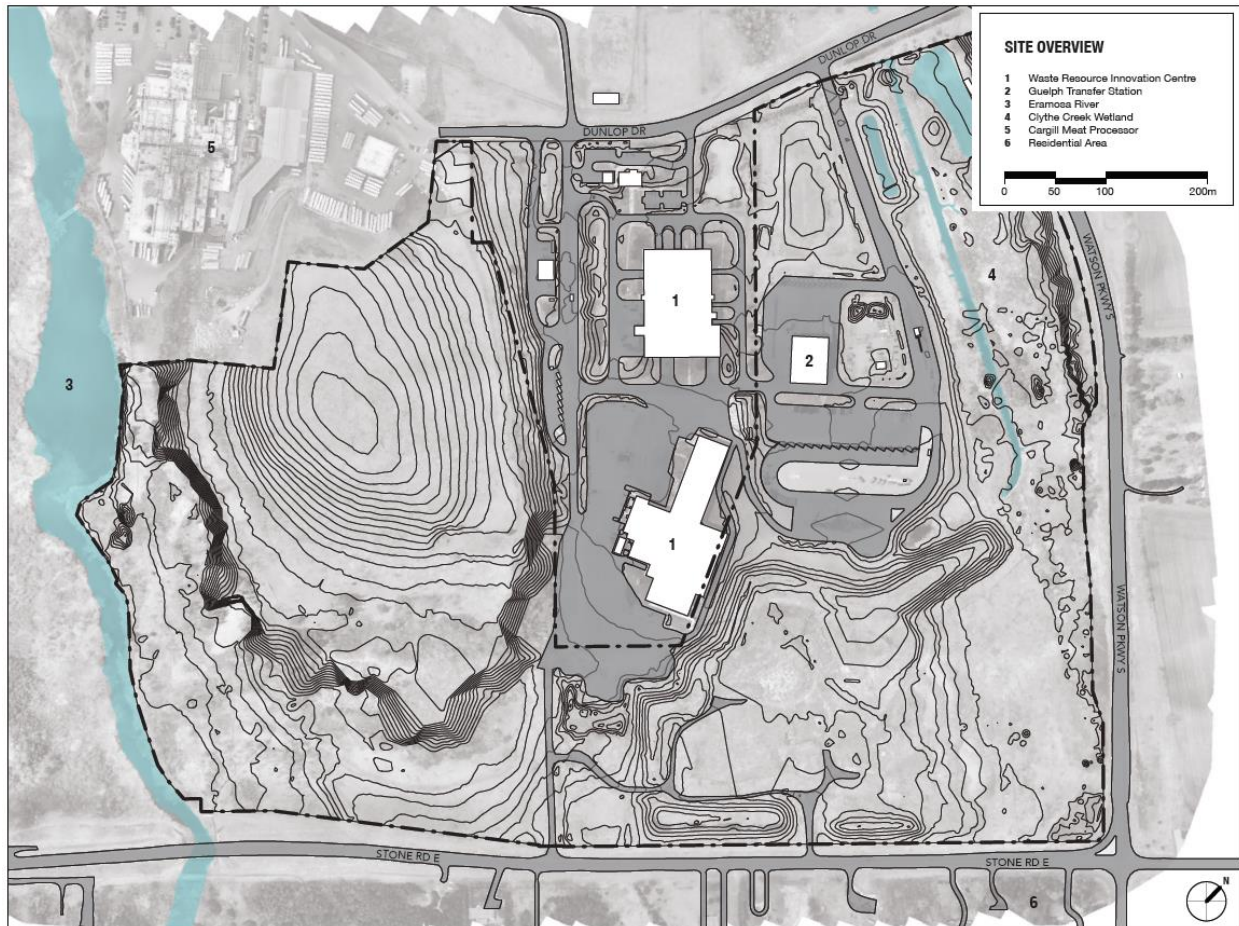 SITE OVERVIEW
1 Waste Resource Innovation Centre
2 Guelph Transfer Station
3 Eramosa River
4 Clythe Creek Wetland
5 Cargill Meat Processor
6 Residential Area
0 50 100 200m
DUNLOP DR
DUNLOP DR
5
4
WATSON PKWY S
1
2
3
1
WATSON PKWY S
STONE RD E
STONE RD E
6
N